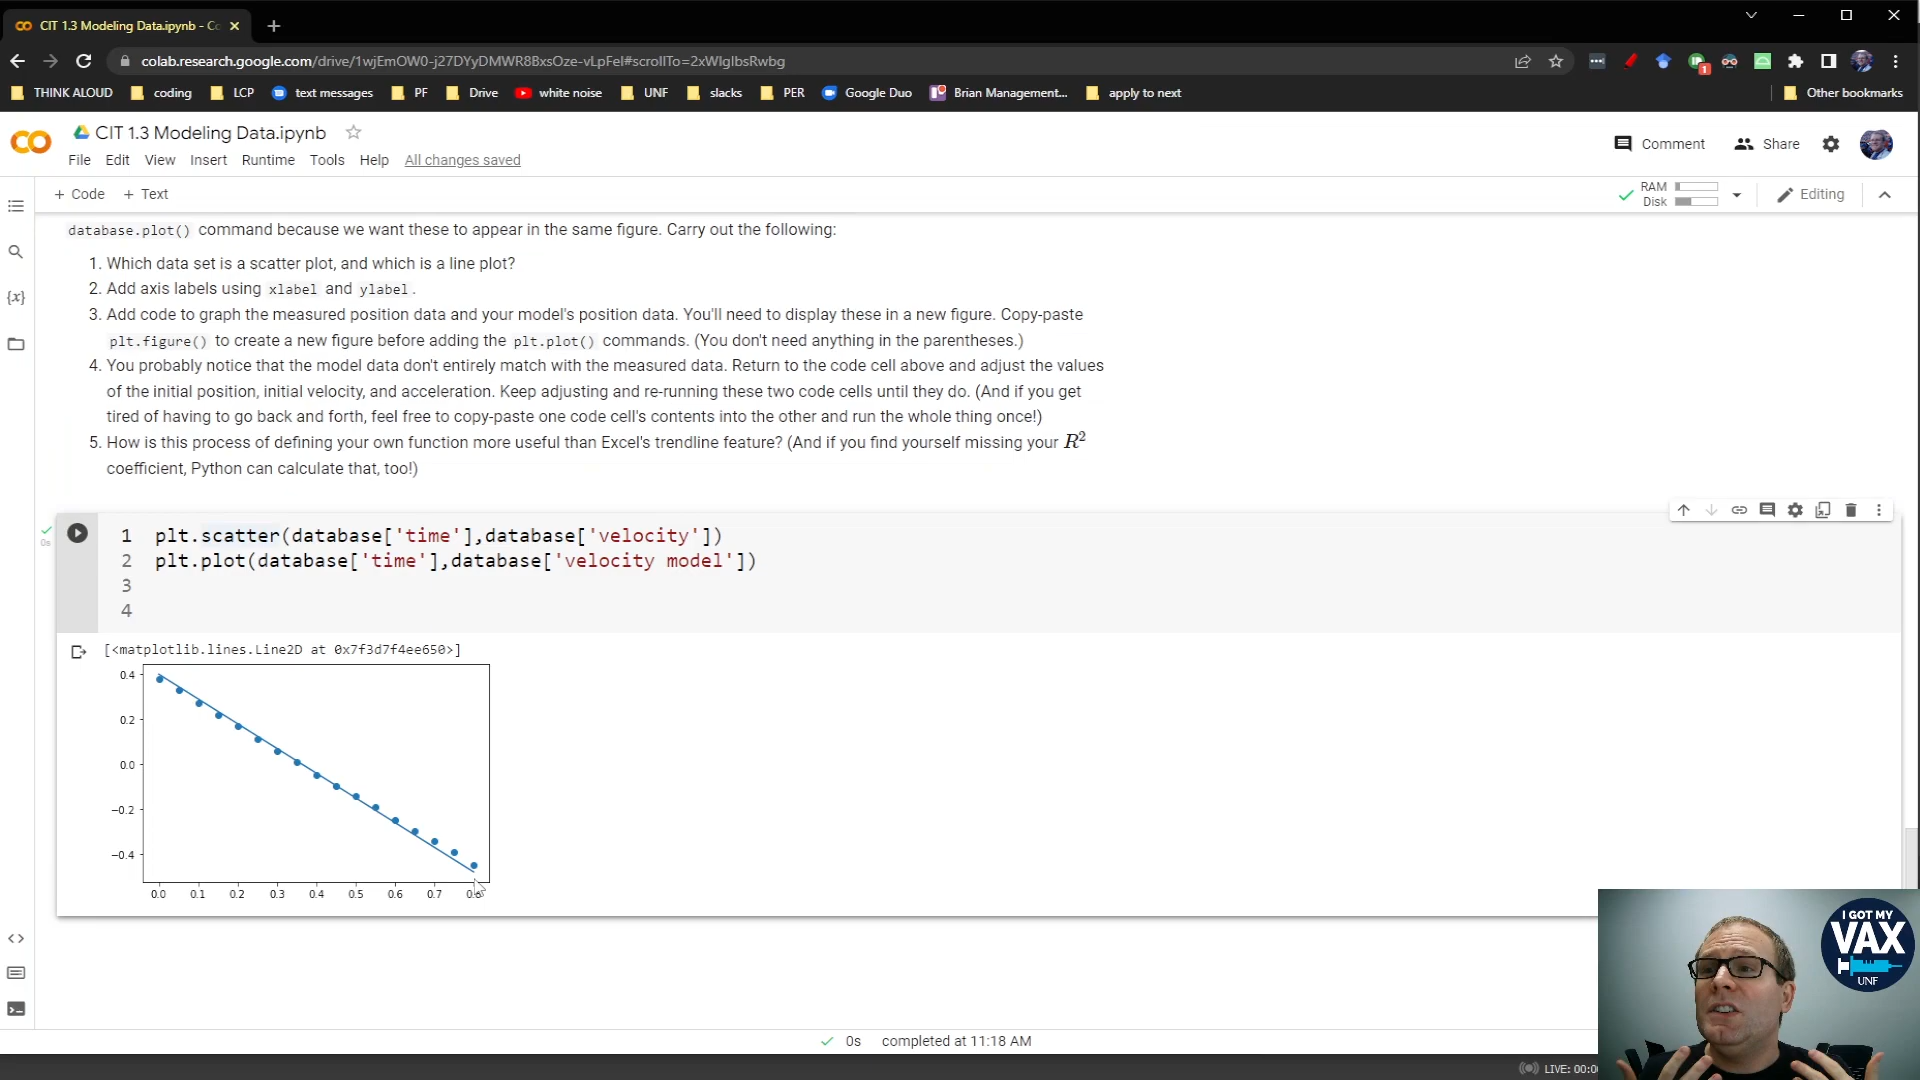 CIT 1.3 Modeling Data.ipynb - Co
colab.research.google.com/drive/1wjEmOW0-j27DYyDMWR8BxsOze-vLpFel#scrollTo=2xWIgIbsRwbg
THINK ALOUD coding LCP text messages PF Drive white noise UNF slacks PER Google Duo Brian Management... apply to next Other bookmarks
CIT 1.3 Modeling Data.ipynb
Comment Share
File Edit View Insert Runtime Tools Help All changes saved
+ Code + Text
RAM
Disk
Editing
database.plot() command because we want these to appear in the same figure. Carry out the following:
1. Which data set is a scatter plot, and which is a line plot?
2. Add axis labels using xlabel and ylabel.
3. Add code to graph the measured position data and your model's position data. You'll need to display these in a new figure. Copy-paste
plt.figure() to create a new figure before adding the plt.plot() commands. (You don't need anything in the parentheses.)
4. You probably notice that the model data don't entirely match with the measured data. Return to the code cell above and adjust the values
of the initial position, initial velocity, and acceleration. Keep adjusting and re-running these two code cells until they do. (And if you get
tired of having to go back and forth, feel free to copy-paste one code cell's contents into the other and run the whole thing once!)
5. How is this process of defining your own function more useful than Excel's trendline feature? (And if you find yourself missing your R²
coefficient, Python can calculate that, too!)
0s
1 plt.scatter(database['time'],database['velocity'])
2 plt.plot(database['time'],database['velocity model'])
3
4
[<matplotlib.lines.Line2D at 0x7f3d7f4ee650>]
0.4
0.2
0.0
−0.2
−0.4
0.0 0.1 0.2 0.3 0.4 0.5 0.6 0.7 0.8
I GOT MY
VAX
UNF
0s completed at 11:18 AM
LIVE: 00:0